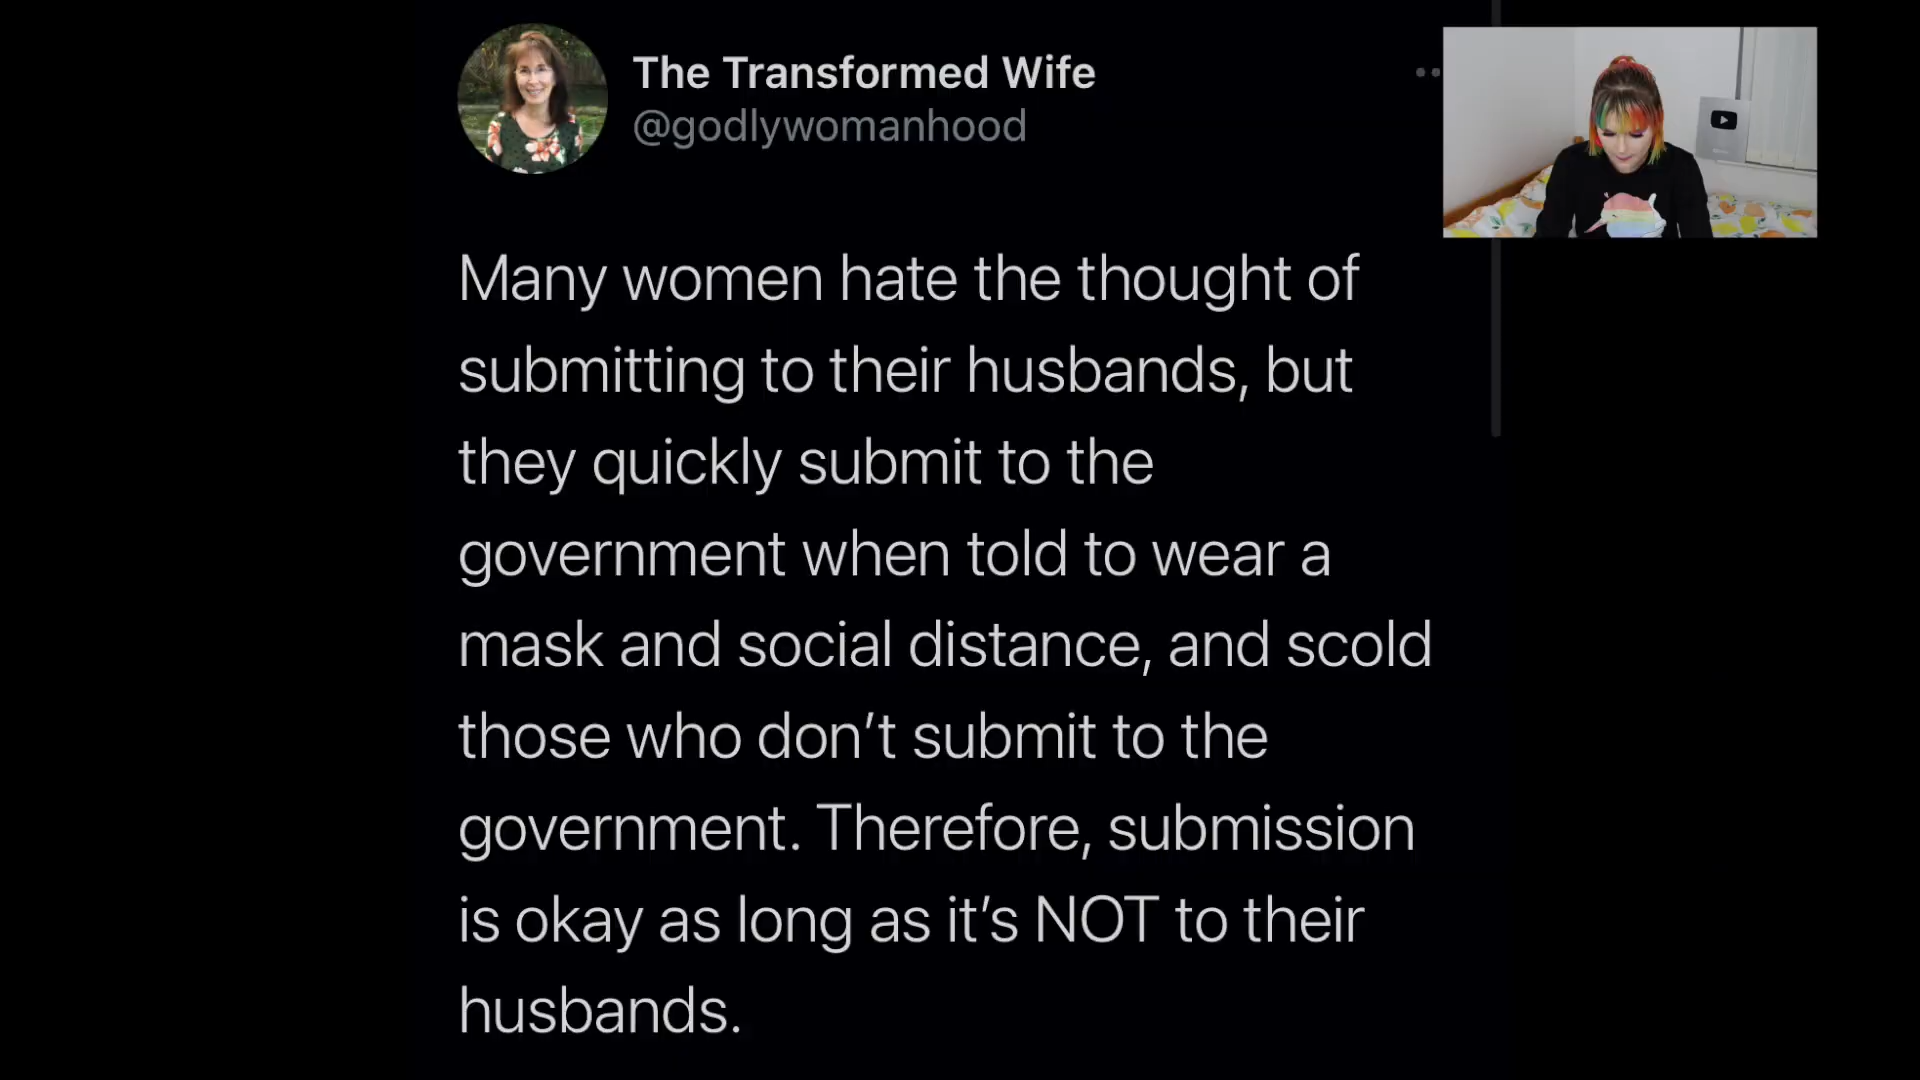 The Transformed Wife
@godlywomanhood
Many women hate the thought of
submitting to their husbands, but
they quickly submit to the
government when told to wear a
mask and social distance, and scold
those who don’t submit to the
government. Therefore, submission
is okay as long as it’s NOT to their
husbands.